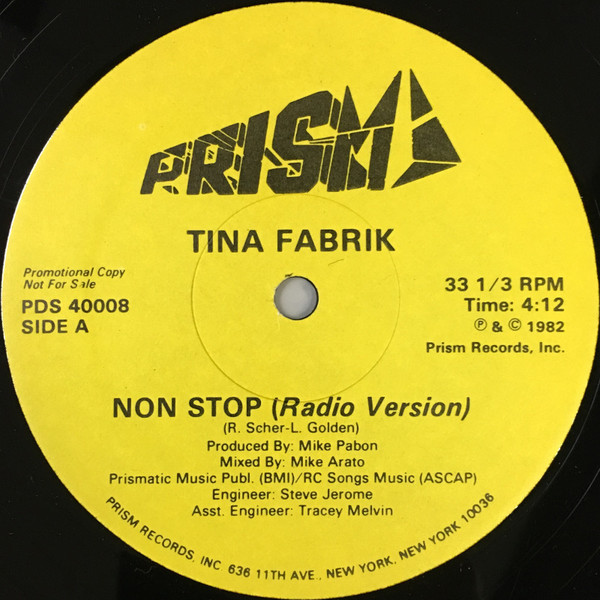 PRISM
TINA FABRIK
Promotional Copy
Not For Sale
PDS 40008
SIDE A
33 1/3 RPM
Time: 4:12
℗ & © 1982
Prism Records, Inc.
NON STOP (Radio Version)
(R. Scher-L. Golden)
Produced By: Mike Pabon
Mixed By: Mike Arato
Prismatic Music Publ. (BMI)/RC Songs Music (ASCAP)
Engineer: Steve Jerome
Asst. Engineer: Tracey Melvin
PRISM RECORDS, INC 636 11TH AVE., NEW YORK, NEW YORK 10036